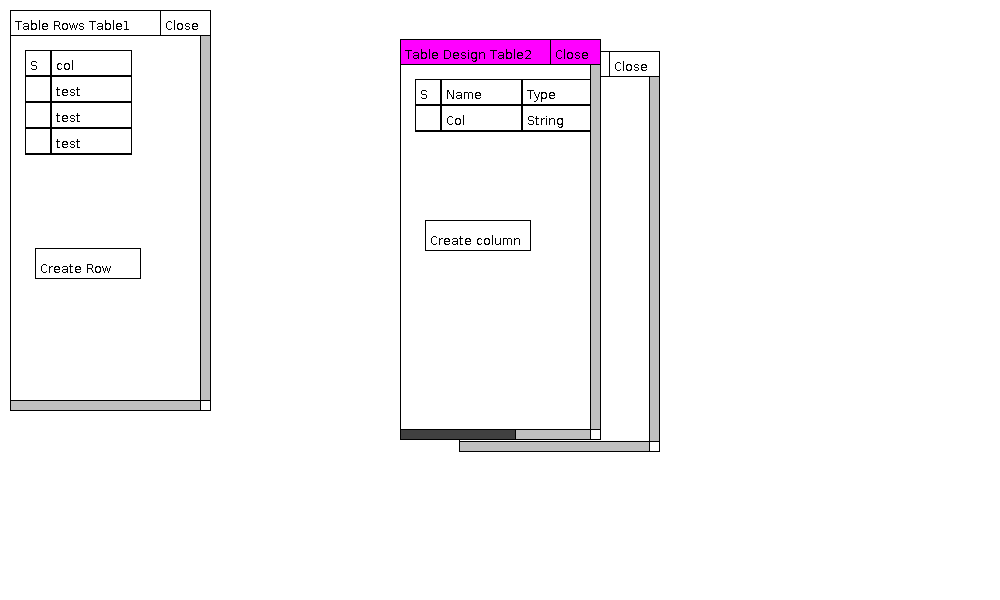 Table Rows Table1 Close
S col
test
test
test
Create Row
Table Design Table2 Close
S Name Type
Col String
Create column
Close